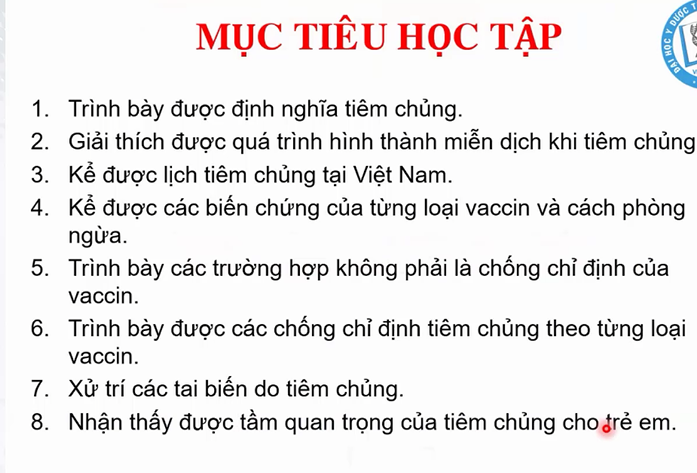 MỤC TIÊU HỌC TẬP
ĐẠI HỌC Y DƯỢC
1. Trình bày được định nghĩa tiêm chủng.
2. Giải thích được quá trình hình thành miễn dịch khi tiêm chủng
3. Kể được lịch tiêm chủng tại Việt Nam.
4. Kể được các biến chứng của từng loại vaccin và cách phòng
ngừa.
5. Trình bày các trường hợp không phải là chống chỉ định của
vaccin.
6. Trình bày được các chống chỉ định tiêm chủng theo từng loại
vaccin.
7. Xử trí các tai biến do tiêm chủng.
8. Nhận thấy được tầm quan trọng của tiêm chủng cho trẻ em.